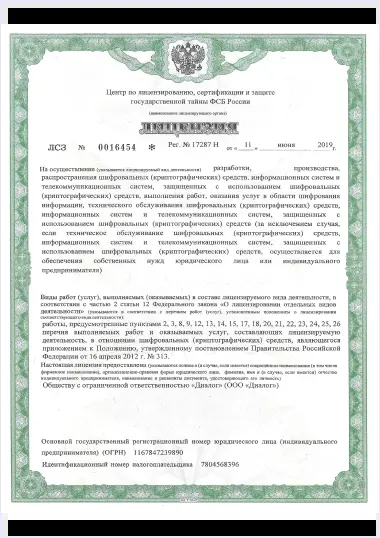 Центр по лицензированию, сертификации и защите
государственной тайны ФСБ России
(наименование лицензирующего органа)
ЛИЦЕНЗИЯ
ЛСЗ № 0016454 * Рег. № 17287 Н от « 11 » июня 2019 г.
На осуществление (указывается лицензируемый вид деятельности) разработки, производства,
распространения шифровальных (криптографических) средств, информационных систем и
телекоммуникационных систем, защищенных с использованием шифровальных
(криптографических) средств, выполнения работ, оказания услуг в области шифрования
информации, технического обслуживания шифровальных (криптографических) средств,
информационных систем и телекоммуникационных систем, защищенных с
использованием шифровальных (криптографических) средств (за исключением случая,
если техническое обслуживание шифровальных (криптографических) средств,
информационных систем и телекоммуникационных систем, защищенных с
использованием шифровальных (криптографических) средств, осуществляется для
обеспечения собственных нужд юридического лица или индивидуального
предпринимателя)
Виды работ (услуг), выполняемых (оказываемых) в составе лицензируемого вида деятельности, в
соответствии с частью 2 статьи 12 Федерального закона «О лицензировании отдельных видов
деятельности» (указываются в соответствии с перечнем работ (услуг), установленным положением о лицензировании
соответствующего вида деятельности):
работы, предусмотренные пунктами 2, 3, 8, 9, 12, 13, 14, 15, 17, 18, 20, 21, 22, 23, 24, 25, 26
перечня выполняемых работ и оказываемых услуг, составляющих лицензируемую
деятельность, в отношении шифровальных (криптографических) средств, являющегося
приложением к Положению, утвержденному постановлением Правительства Российской
Федерации от 16 апреля 2012 г. № 313.
Настоящая лицензия предоставлена (указывается полное и (в случае, если имеется) сокращённое наименование (в том числе
фирменное наименование), организационно-правовая форма юридического лица, фамилия, имя и (в случае, если имеется) отчество
индивидуального предпринимателя, наименование и реквизиты документа, удостоверяющего его личность)
Обществу с ограниченной ответственностью «Диалог» (ООО «Диалог»)
Основной государственный регистрационный номер юридического лица (индивидуального
предпринимателя) (ОГРН) 1167847239890
Идентификационный номер налогоплательщика 7804568396